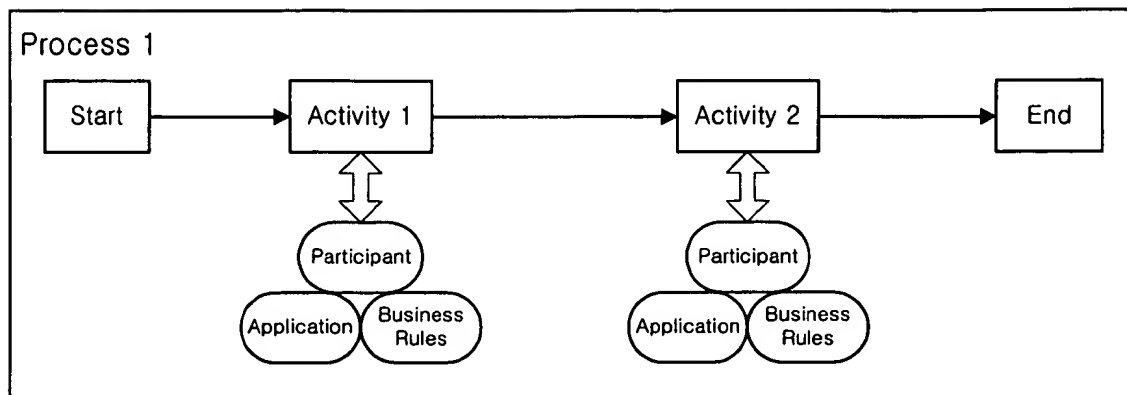 Process 1
Start
Activity 1
Activity 2
End
Participant
Application
Business
Rules
Participant
Application
Business
Rules